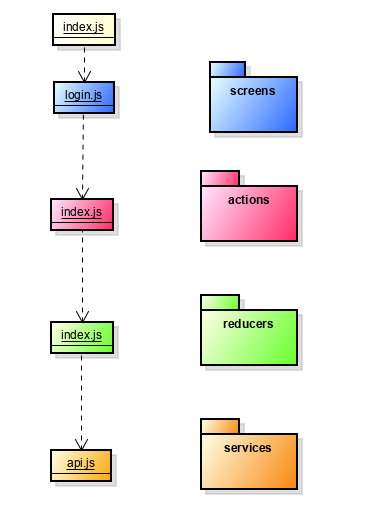 index.js
login.js
screens
index.js
actions
index.js
reducers
api.js
services